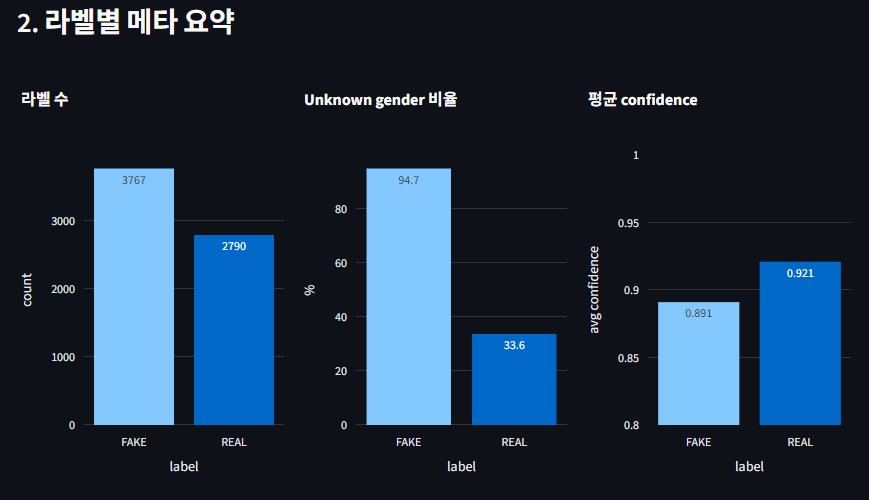 2. 라벨별 메타 요약
라벨 수
3767
2790
3000
2000
1000
0
count
FAKE
REAL
label
Unknown gender 비율
94.7
33.6
80
60
40
20
0
%
FAKE
REAL
label
평균 confidence
1
0.95
0.9
0.85
0.8
0.921
0.891
avg confidence
FAKE
REAL
label